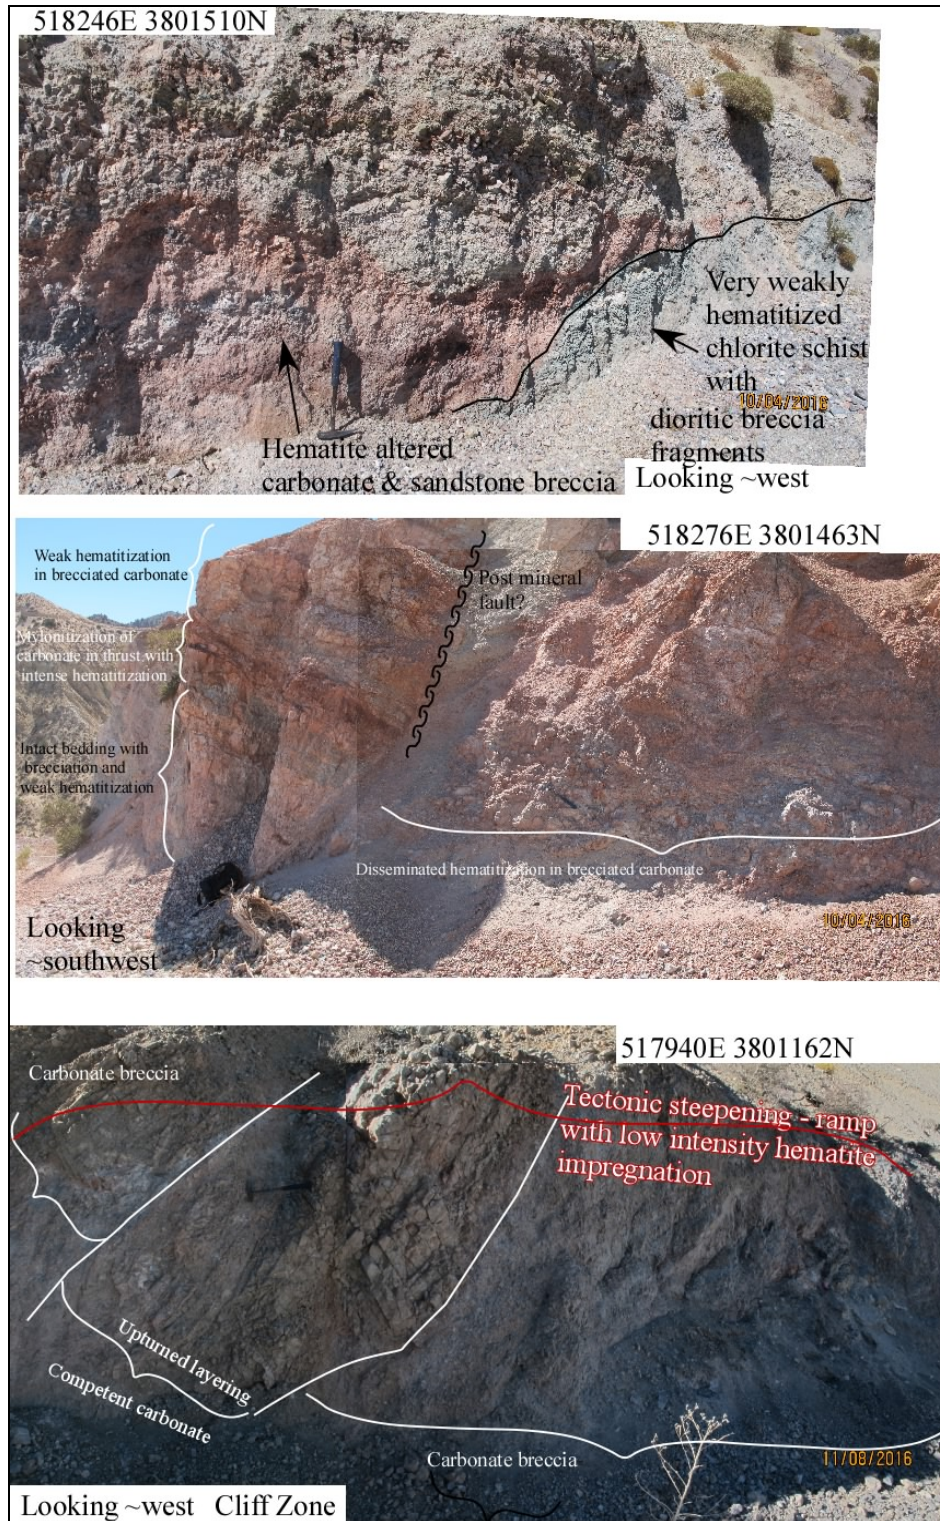 518246E 3801510N
Very weakly
hematitized
chlorite schist
with
10/04/2016
dioritic breccia
fragments
Hematite altered
carbonate & sandstone breccia
Looking ~west
518276E 3801463N
Weak hematitization
in brecciated carbonate
Post mineral
fault?
Mylonitization of
carbonate in thrust with
intense hematitization
Intact bedding with
brecciation and
weak hematitization
Disseminated hematitization in brecciated carbonate
10/04/2016
Looking
~southwest
517940E 3801162N
Carbonate breccia
Tectonic steepening - ramp
with low intensity hematite
impregnation
Upturned layering
Competent carbonate
Carbonate breccia
11/08/2016
Looking ~west Cliff Zone